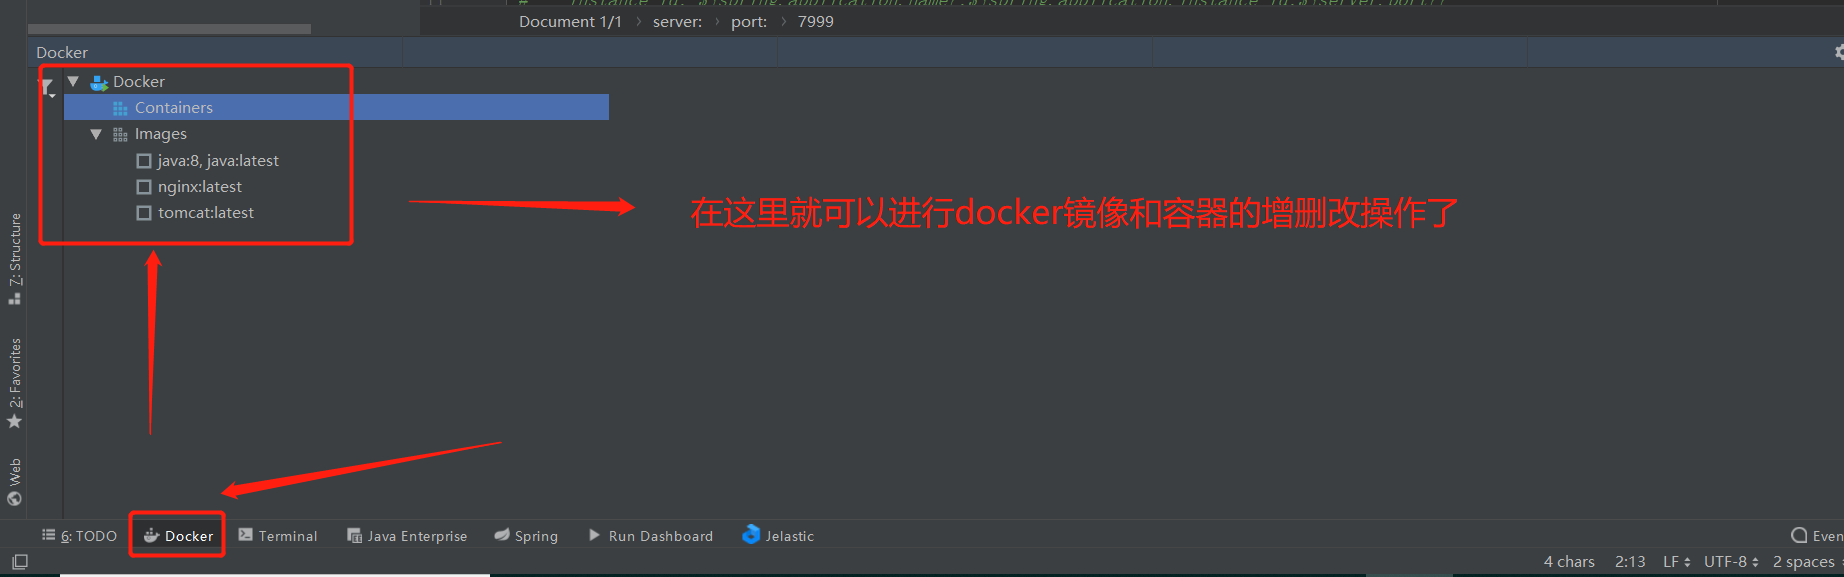 Document 1/1 › server: › port: › 7999
Docker
Docker
Containers
Images
java:8, java:latest
nginx:latest
tomcat:latest
在这里就可以进行docker镜像和容器的增删改操作了
7: Structure
2: Favorites
Web
6: TODO
Docker
Terminal
Java Enterprise
Spring
Run Dashboard
Jelastic
Even
4 chars
2:13
LF
UTF-8
2 spaces